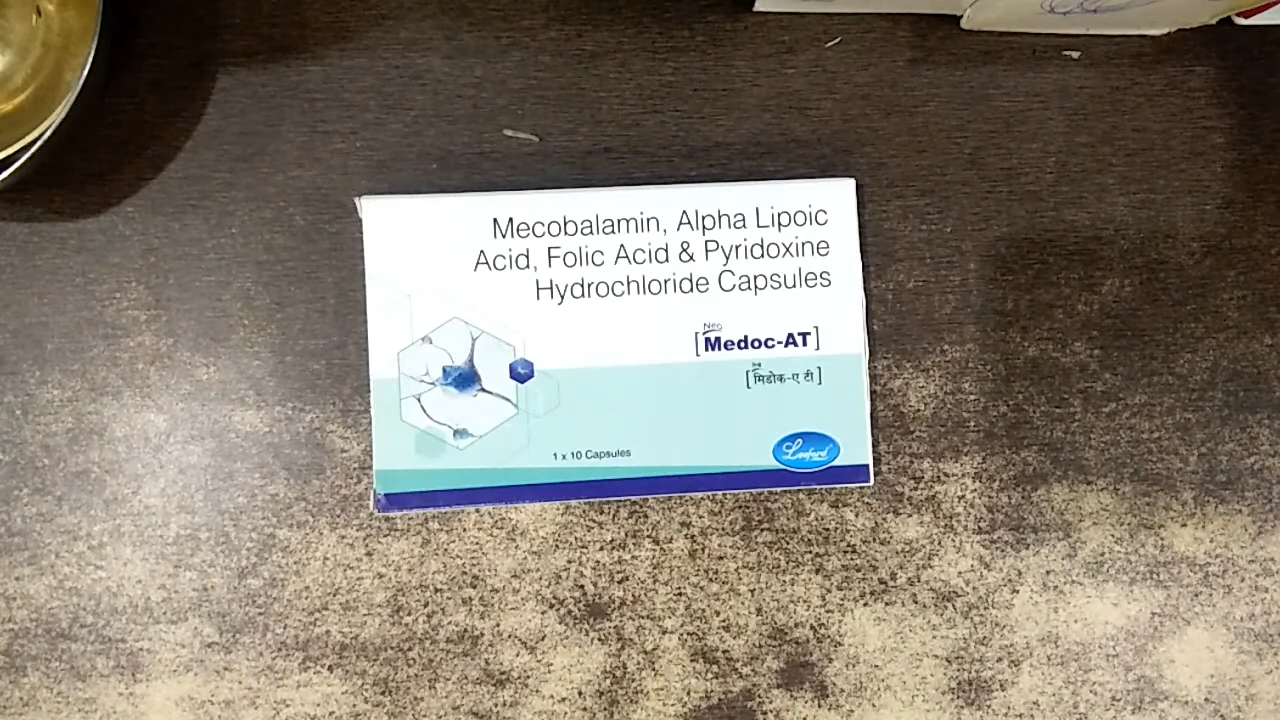 Mecobalamin, Alpha Lipoic
Acid, Folic Acid & Pyridoxine
Hydrochloride Capsules
Neo
[Medoc-AT]
नियो
[मिडोक-ए टी]
1 x 10 Capsules
Leeford